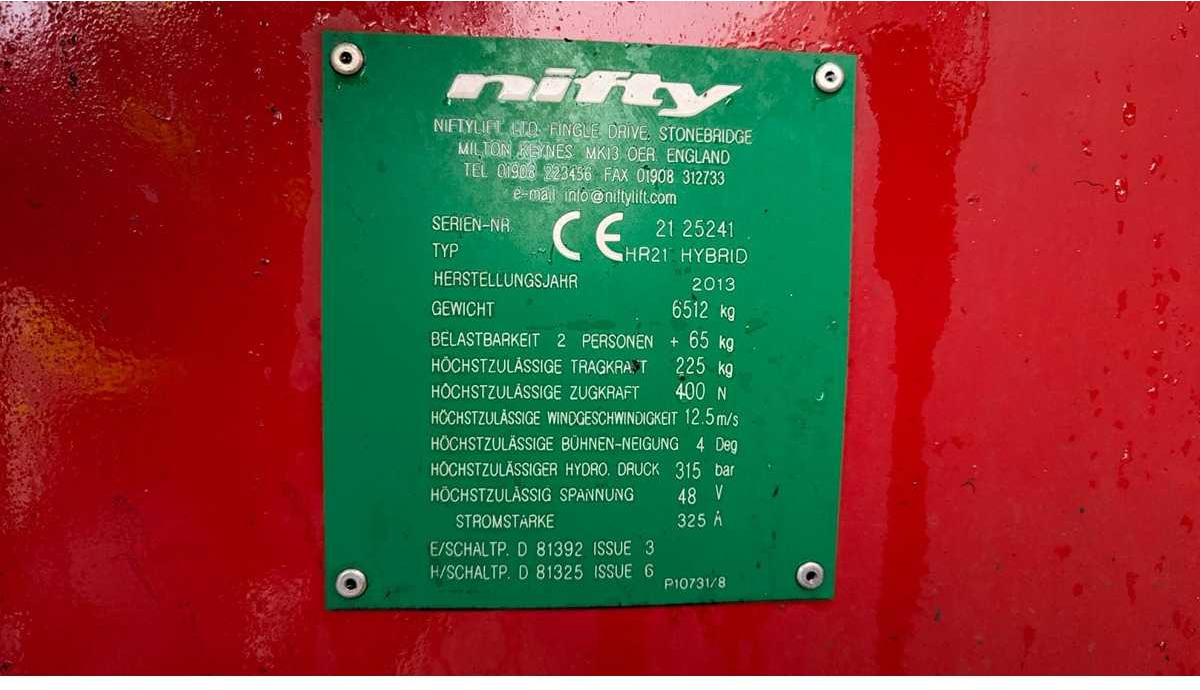 nifty
NIFTYLIFT LTD. FINGLE DRIVE, STONEBRIDGE
MILTON KEYNES MK13 OER ENGLAND
TEL 01908 223456 FAX 01908 312733
e-mail info@niftylift.com
SERIEN-NR CE 21 25241
TYP HR21 HYBRID
HERSTELLUNGSJAHR 2013
GEWICHT 6512 kg
BELASTBARKEIT 2 PERSONEN + 65 kg
HÖCHSTZULÄSSIGE TRAGKRAFT 225 kg
HÖCHSTZULÄSSIGE ZUGKRAFT 400 N
HÖCHSTZULÄSSIGE WINDGESCHWINDIGKEIT 12.5 m/s
HÖCHSTZULÄSSIGE BÜHNEN-NEIGUNG 4 Deg
HÖCHSTZULÄSSIGER HYDRO. DRUCK 315 bar
HÖCHSTZULÄSSIG SPANNUNG 48 V
STROMSTÄRKE 325 A
E/SCHALTP. D 81392 ISSUE 3
H/SCHALTP. D 81325 ISSUE 6
P10731/8